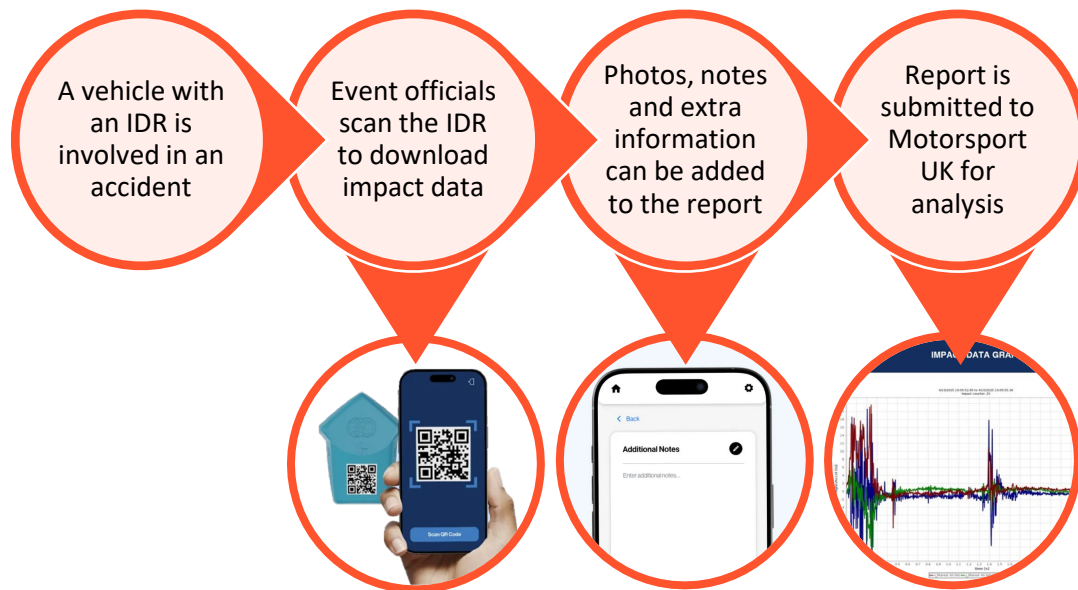 A vehicle with
an IDR is
involved in an
accident
Event officials
scan the IDR
to download
impact data
Photos, notes
and extra
information
can be added
to the report
Report is
submitted to
Motorsport
UK for
analysis
Scan QR Code
Back
Additional Notes
Enter additional notes...
DATA